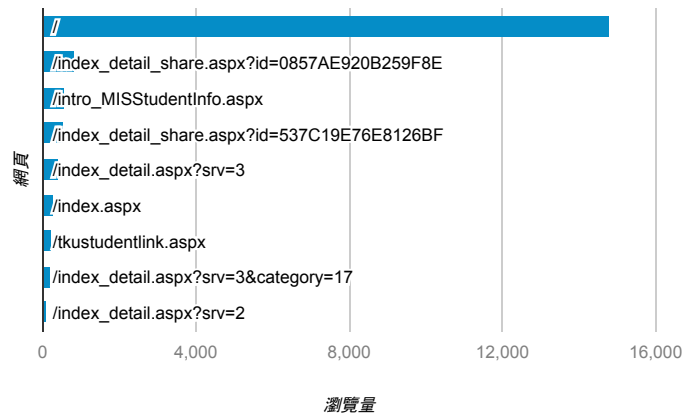 /
/index_detail_share.aspx?id=0857AE920B259F8E
/intro_MISStudentInfo.aspx
/index_detail_share.aspx?id=537C19E76E8126BF
/index_detail.aspx?srv=3
/index.aspx
/tkustudentlink.aspx
/index_detail.aspx?srv=3&category=17
/index_detail.aspx?srv=2
網頁
0 4,000 8,000 12,000 16,000
瀏覽量